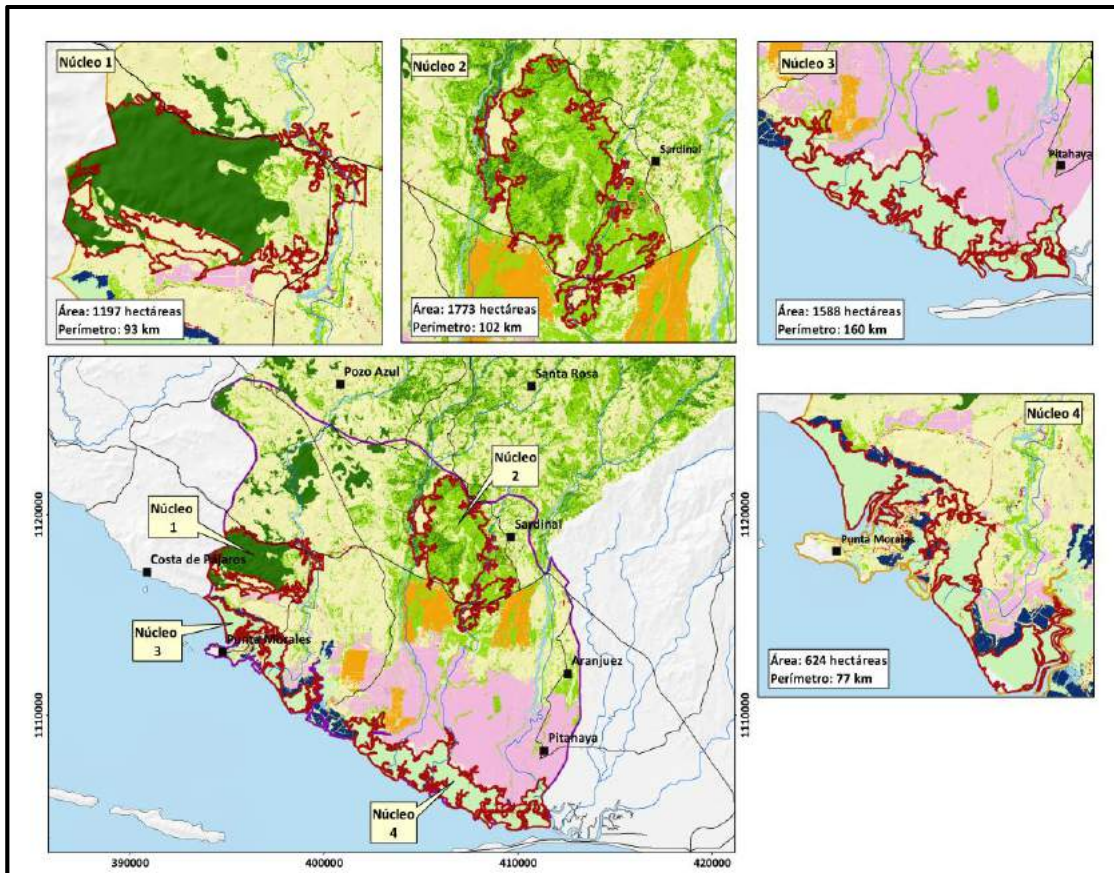 Núcleo 1
Área: 1197 hectáreas
Perímetro: 93 km
Núcleo 2
Sardinal
Área: 1773 hectáreas
Perímetro: 102 km
Núcleo 3
Pitahaya
Área: 1588 hectáreas
Perímetro: 160 km
Pozo Azul
Santa Rosa
Núcleo
2
Núcleo
1
Sardinal
Costa de Pájaros
Núcleo
3
Punta Morales
Aranjuez
Pitahaya
Núcleo
4
1120000
1110000
1120000
1110000
390000
400000
410000
420000
Núcleo 4
Punta Morales
Área: 624 hectáreas
Perímetro: 77 km